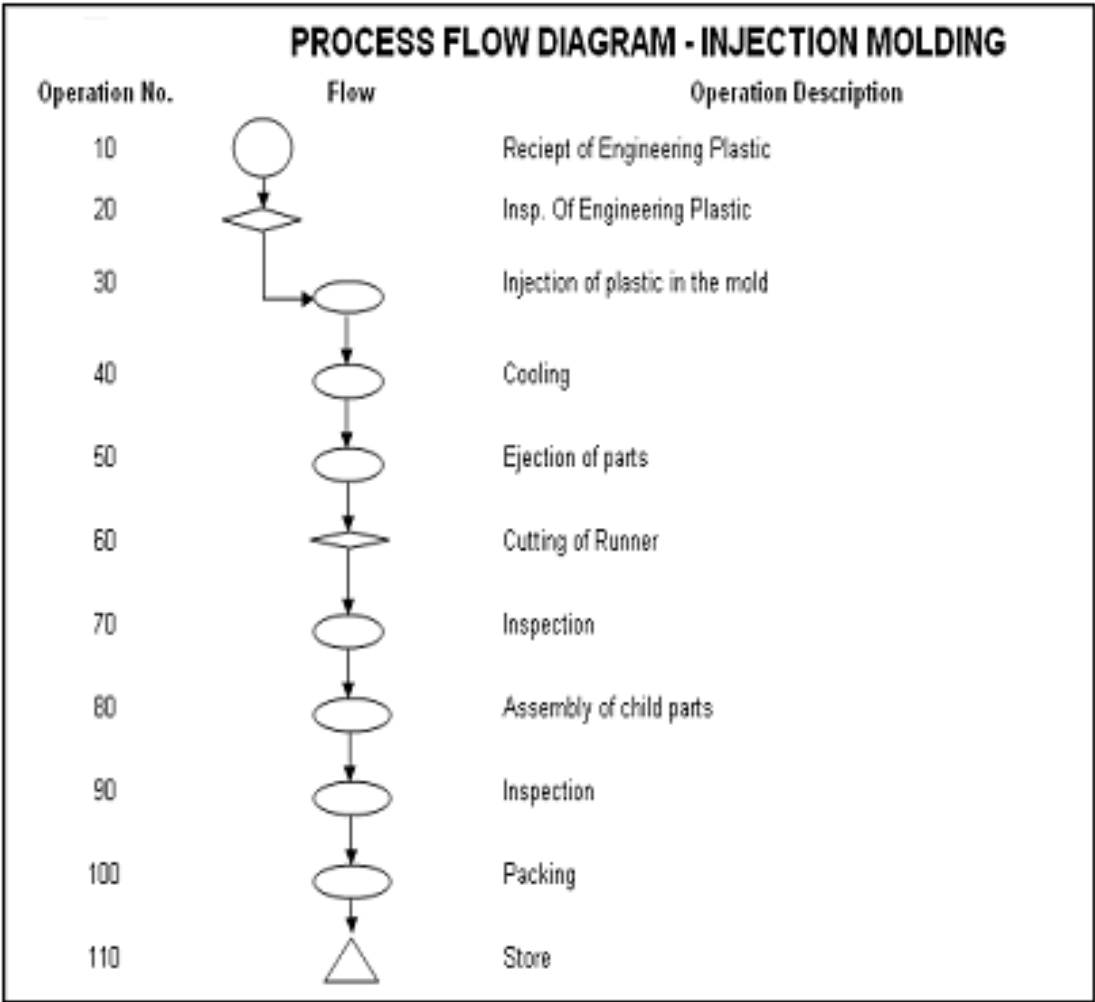 PROCESS FLOW DIAGRAM - INJECTION MOLDING
Operation No. Flow Operation Description
10 Reciept of Engineering Plastic
20 Insp. Of Engineering Plastic
30 Injection of plastic in the mold
40 Cooling
50 Ejection of parts
60 Cutting of Runner
70 Inspection
80 Assembly of child parts
90 Inspection
100 Packing
110 Store